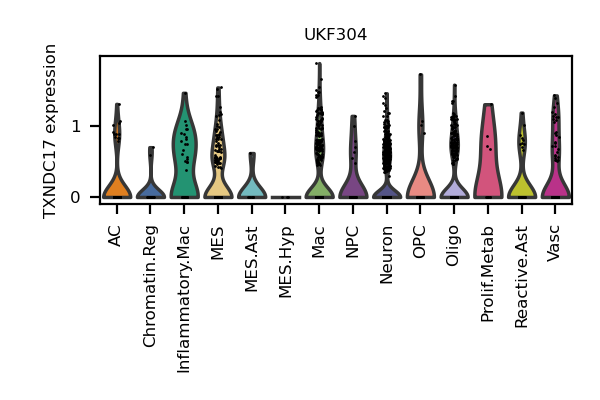 UKF304
TXNDC17 expression
1
0
AC
Chromatin.Reg
Inflammatory.Mac
MES
MES.Ast
MES.Hyp
Mac
NPC
Neuron
OPC
Oligo
Prolif.Metab
Reactive.Ast
Vasc